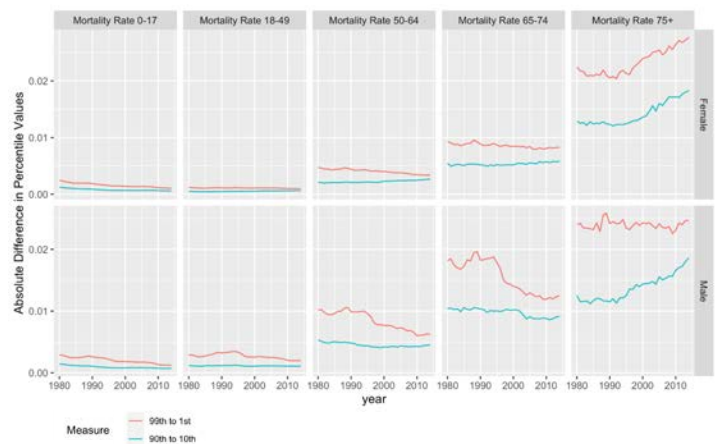 Mortality Rate 0-17 Mortality Rate 18-49 Mortality Rate 50-64 Mortality Rate 65-74 Mortality Rate 75+
Absolute Difference in Percentile Values
0.02
0.01
0.00
Female
0.02
0.01
0.00
Male
1980 1990 2000 2010 1980 1990 2000 2010 1980 1990 2000 2010 1980 1990 2000 2010 1980 1990 2000 2010
year
Measure
99th to 1st
90th to 10th